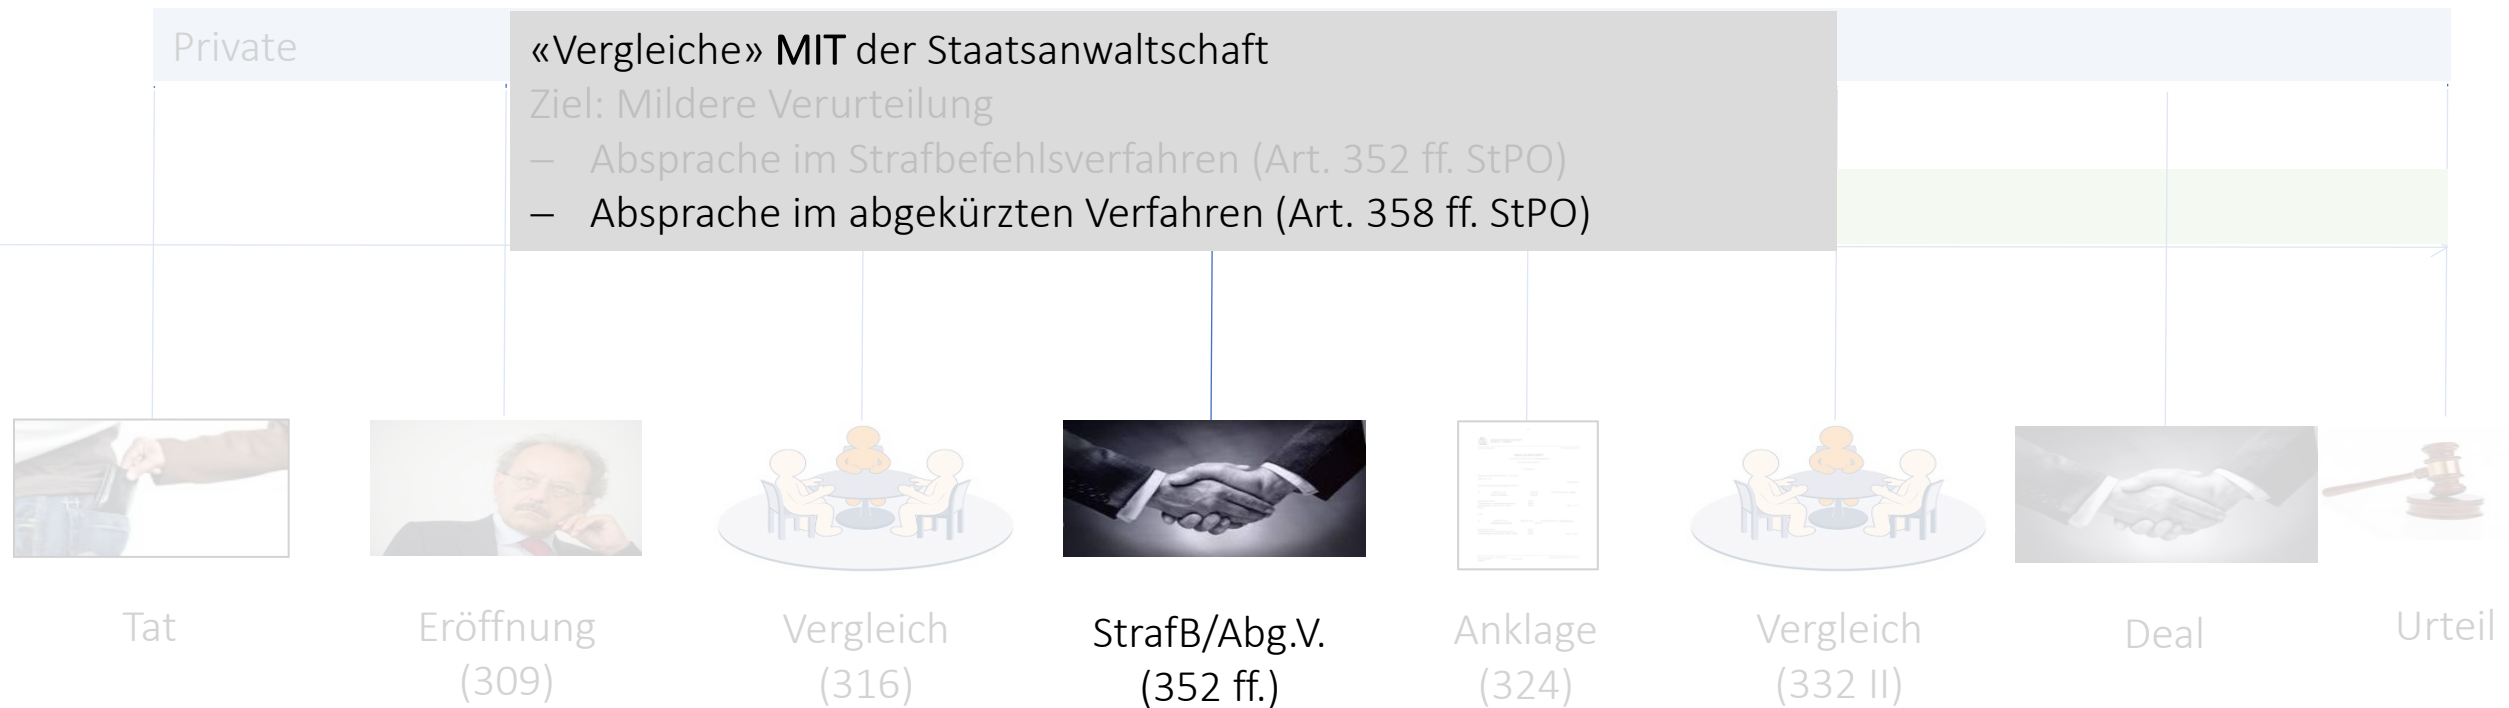 Private
«Vergleiche» MIT der Staatsanwaltschaft
Ziel: Mildere Verurteilung
– Absprache im Strafbefehlsverfahren (Art. 352 ff. StPO)
– Absprache im abgekürzten Verfahren (Art. 358 ff. StPO)
Tat
Eröffnung
(309)
Vergleich
(316)
StrafB/Abg.V.
(352 ff.)
Anklage
(324)
Vergleich
(332 II)
Deal
Urteil